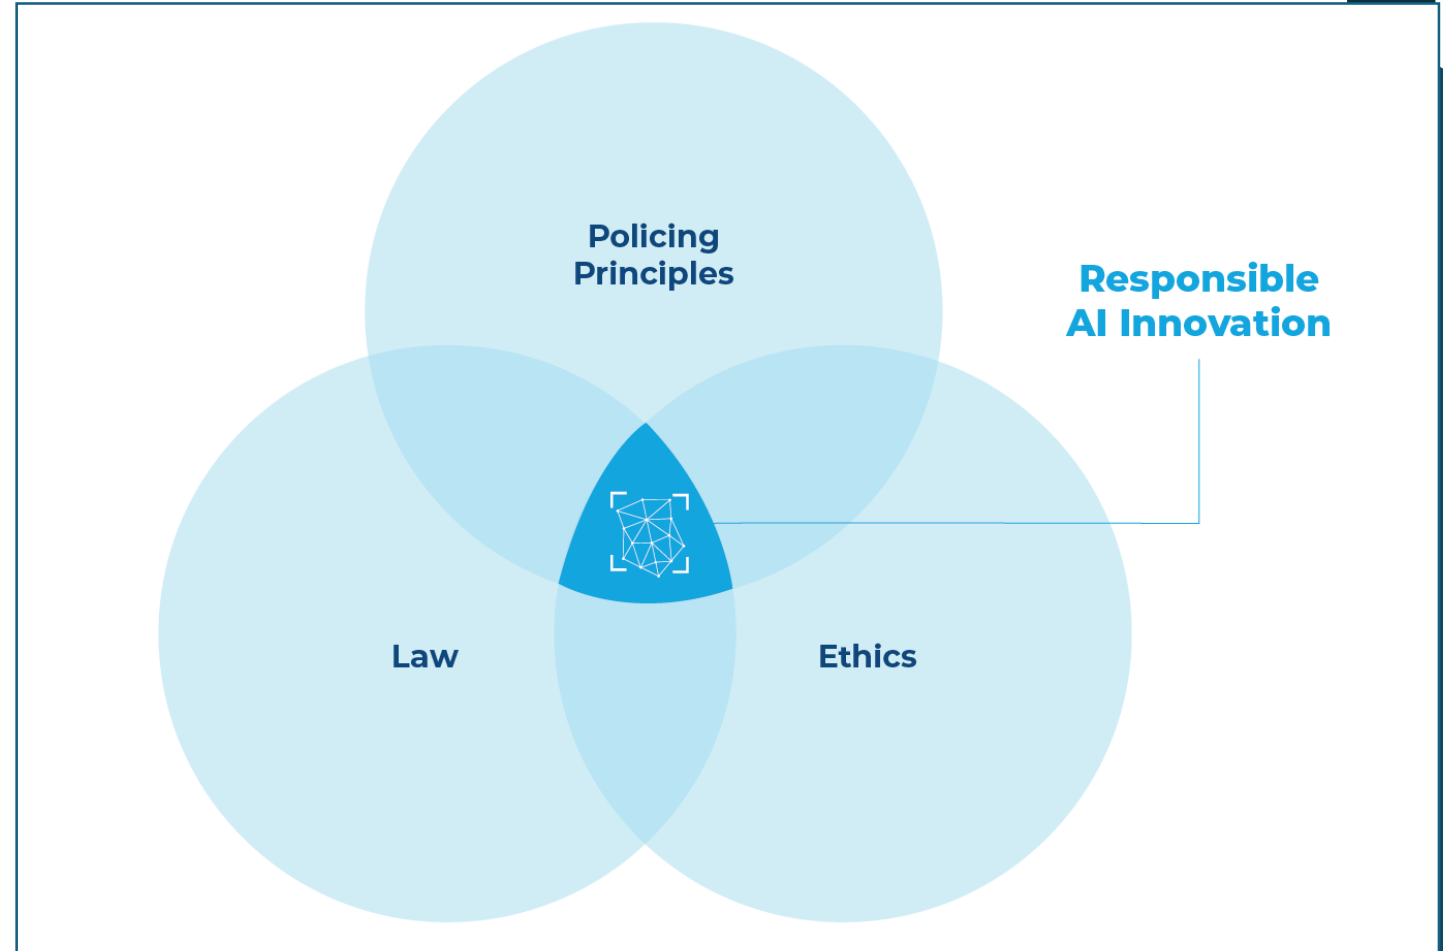 Policing
Principles
Responsible
AI Innovation
Law
Ethics